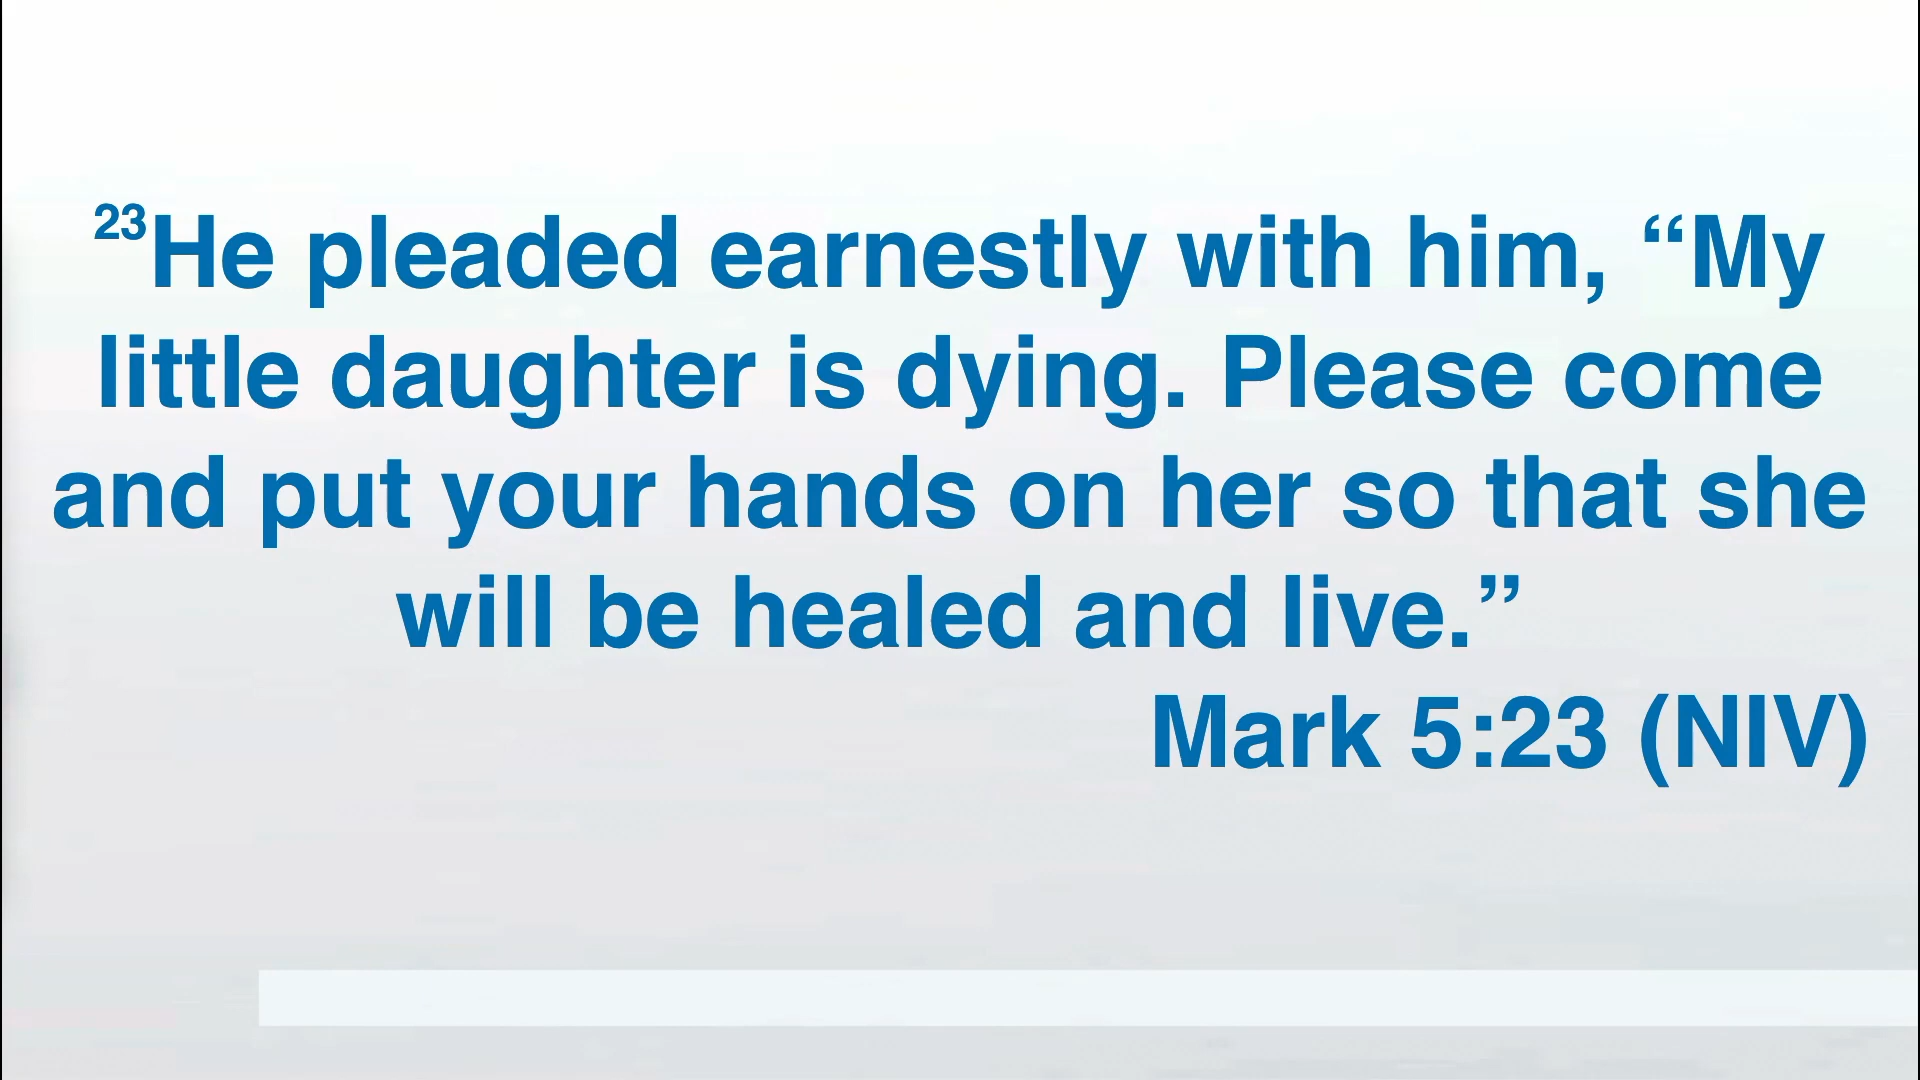 ²³He pleaded earnestly with him, “My
little daughter is dying. Please come
and put your hands on her so that she
will be healed and live.”
Mark 5:23 (NIV)